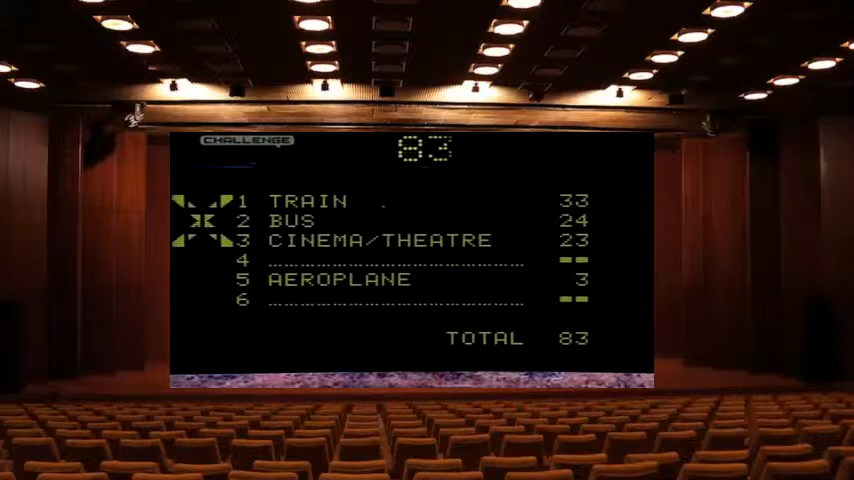 CHALLENGE
83
1 TRAIN 33
2 BUS 24
3 CINEMA/THEATRE 23
4 ........................................ --
5 AEROPLANE 3
6 ........................................ --
TOTAL 83